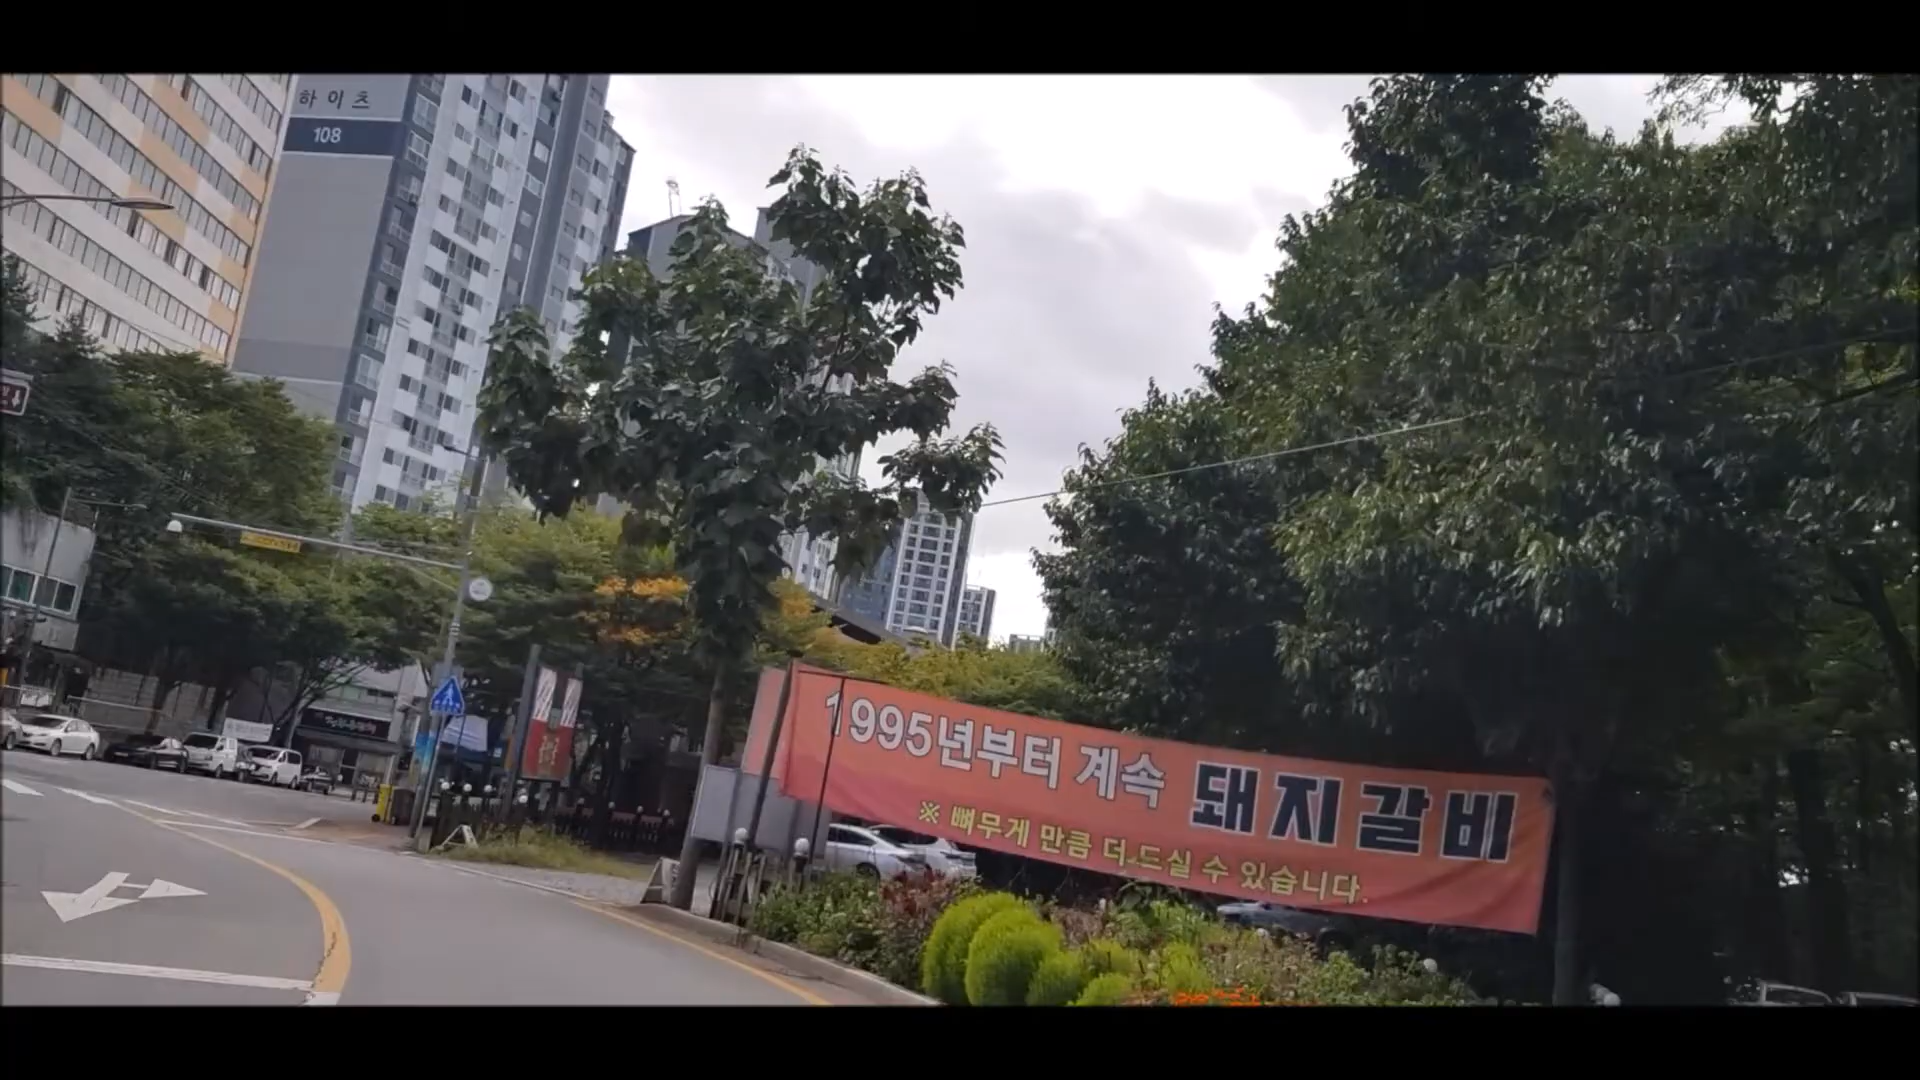 하이츠
108
1995년부터 계속 돼지갈비
※ 뼈무게 만큼 더 드실 수 있습니다.